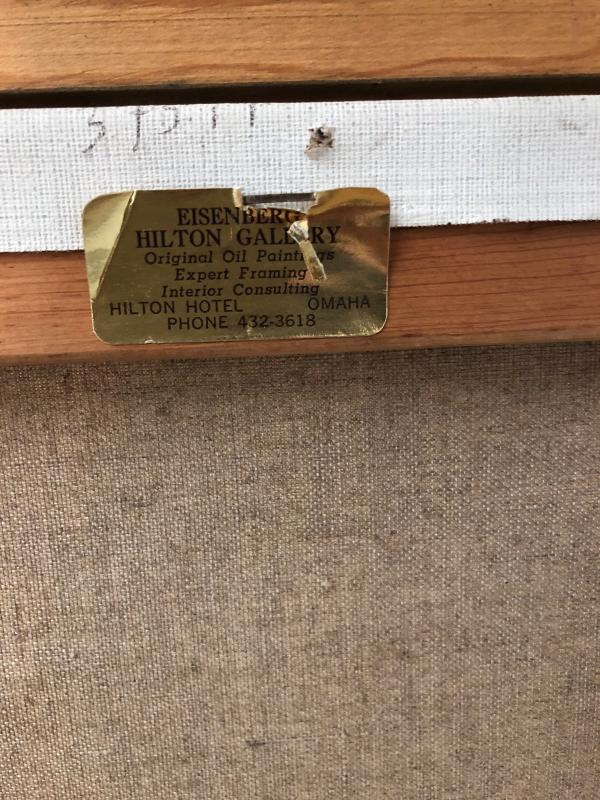 EISENBERG
HILTON GALLERY
Original Oil Paintings
Expert Framing
Interior Consulting
HILTON HOTEL OMAHA
PHONE 432-3618